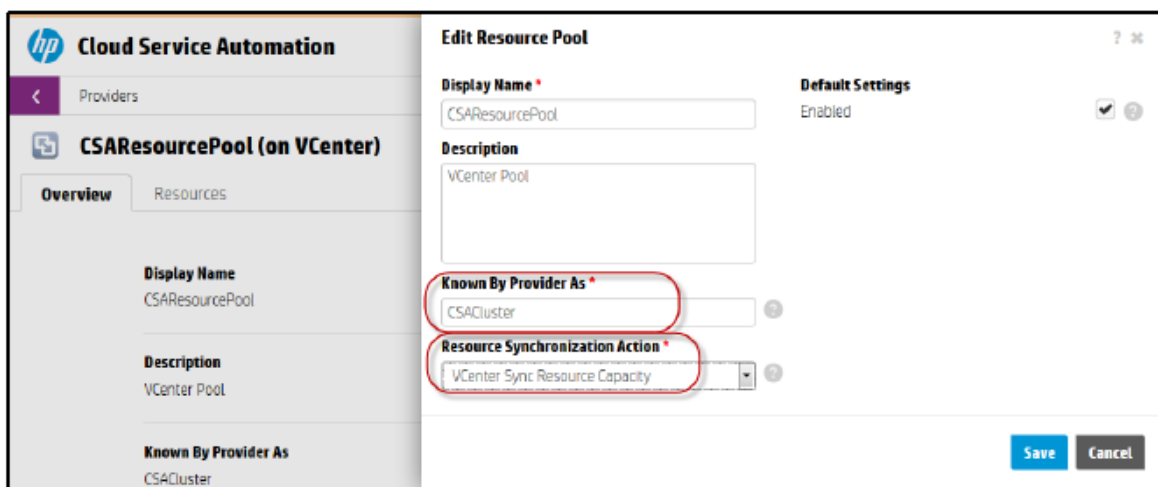 hp Cloud Service Automation
Providers
CSAResourcePool (on VCenter)
Overview
Resources
Display Name
CSAResourcePool
Description
VCenter Pool
Known By Provider As
CSACluster
Edit Resource Pool
? ×
Display Name *
CSAResourcePool
Description
VCenter Pool
Known By Provider As *
CSACluster
?
Resource Synchronization Action *
VCenter Sync Resource Capacity
?
Default Settings
Enabled
?
Save
Cancel